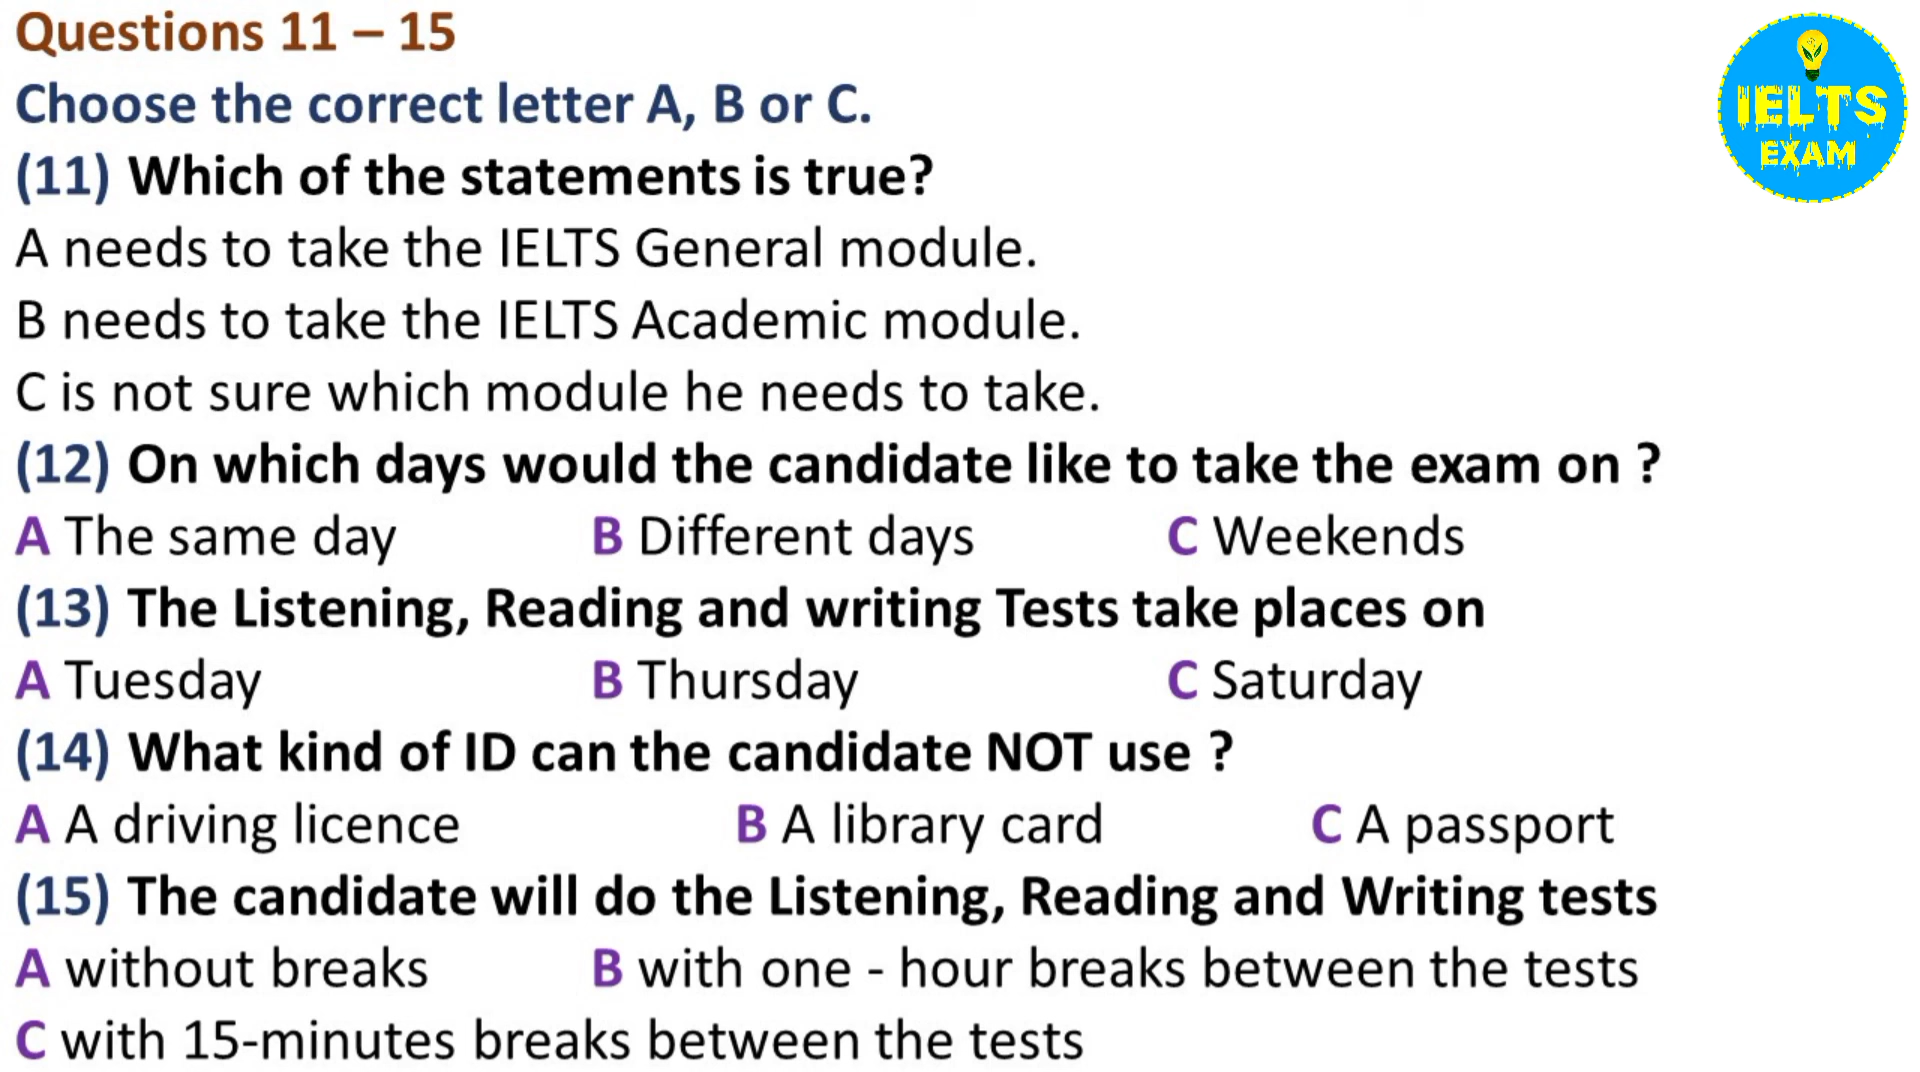 Questions 11 – 15
Choose the correct letter A, B or C.
(11) Which of the statements is true?
A needs to take the IELTS General module.
B needs to take the IELTS Academic module.
C is not sure which module he needs to take.
(12) On which days would the candidate like to take the exam on ?
A The same day B Different days C Weekends
(13) The Listening, Reading and writing Tests take places on
A Tuesday B Thursday C Saturday
(14) What kind of ID can the candidate NOT use ?
A A driving licence B A library card C A passport
(15) The candidate will do the Listening, Reading and Writing tests
A without breaks B with one - hour breaks between the tests
C with 15-minutes breaks between the tests
IELTS
EXAM